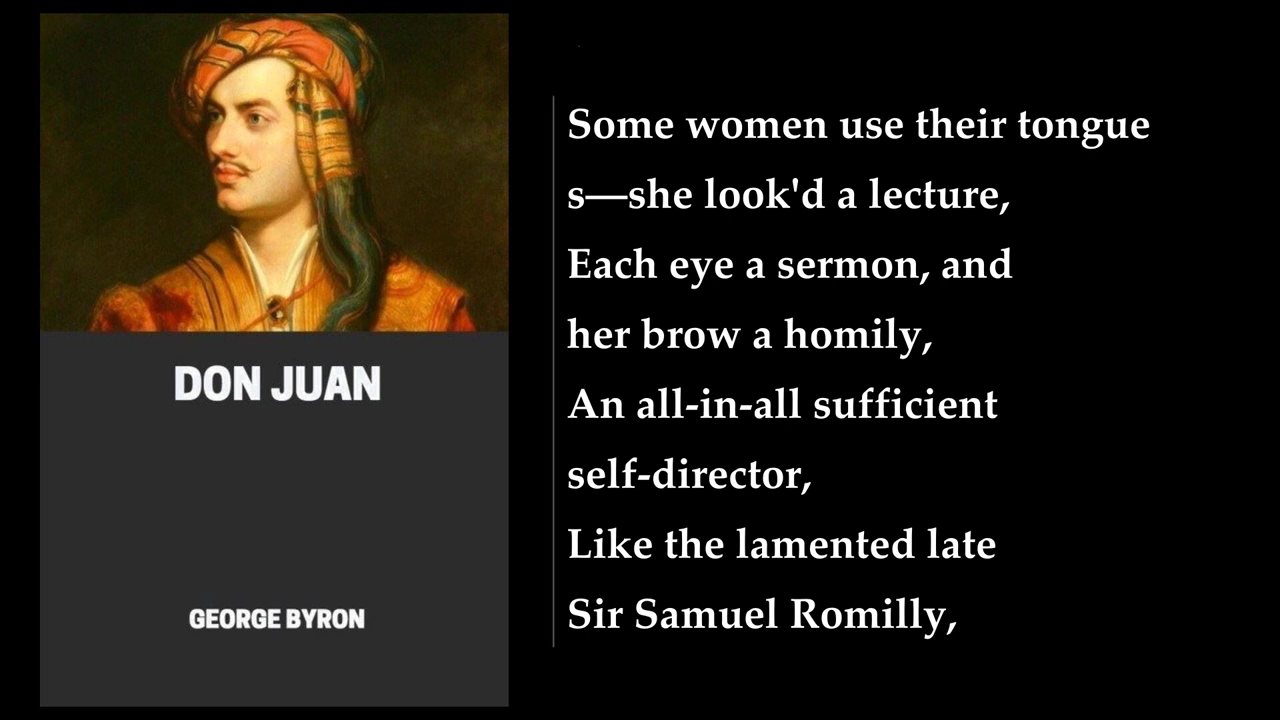 DON JUAN
GEORGE BYRON
Some women use their tongue
s—she look'd a lecture,
Each eye a sermon, and
her brow a homily,
An all-in-all sufficient
self-director,
Like the lamented late
Sir Samuel Romilly,